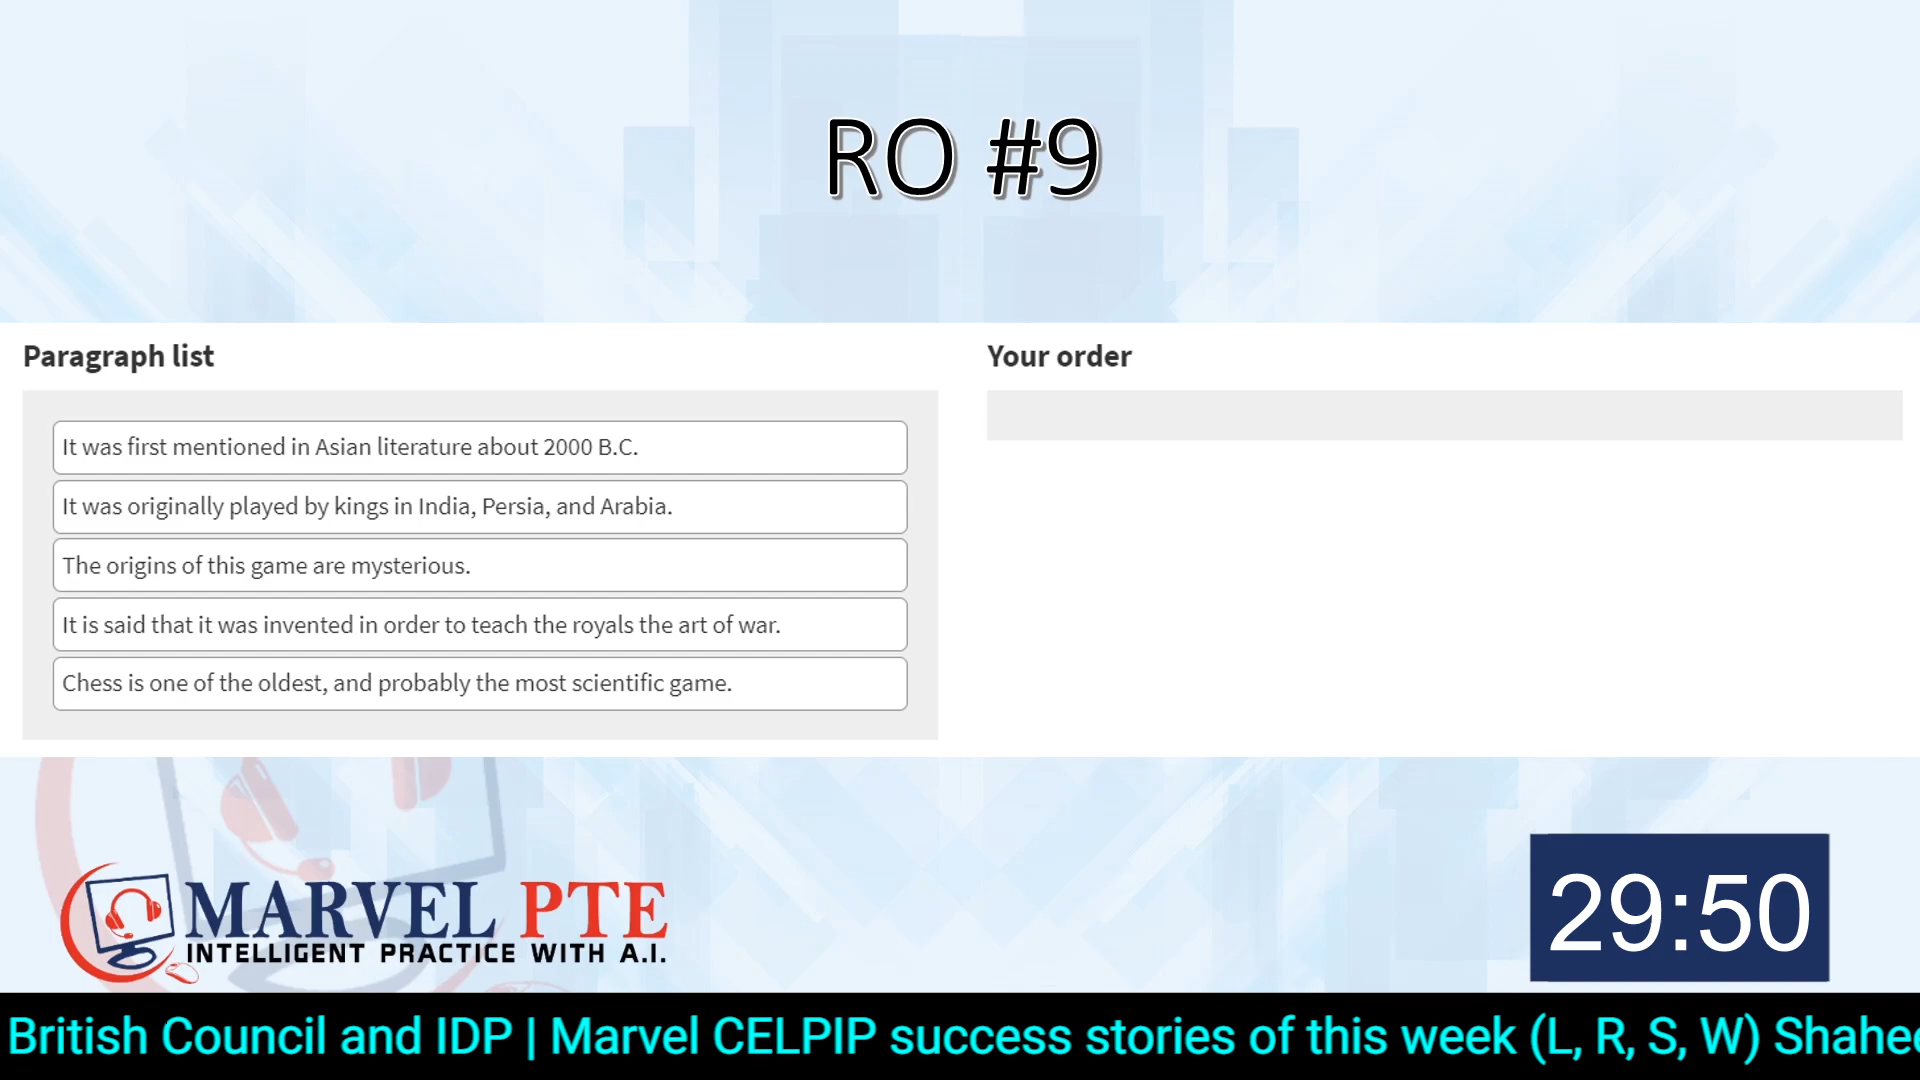 RO #9
Paragraph list
Your order
It was first mentioned in Asian literature about 2000 B.C.
It was originally played by kings in India, Persia, and Arabia.
The origins of this game are mysterious.
It is said that it was invented in order to teach the royals the art of war.
Chess is one of the oldest, and probably the most scientific game.
MARVEL PTE
INTELLIGENT PRACTICE WITH A.I.
29:50
British Council and IDP | Marvel CELPIP success stories of this week (L, R, S, W)